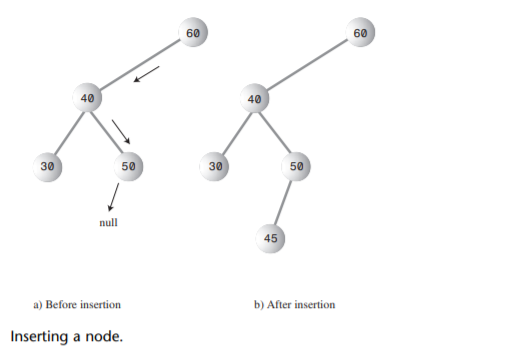 60
60
40
40
30
50
30
50
null
45
a) Before insertion
b) After insertion
Inserting a node.